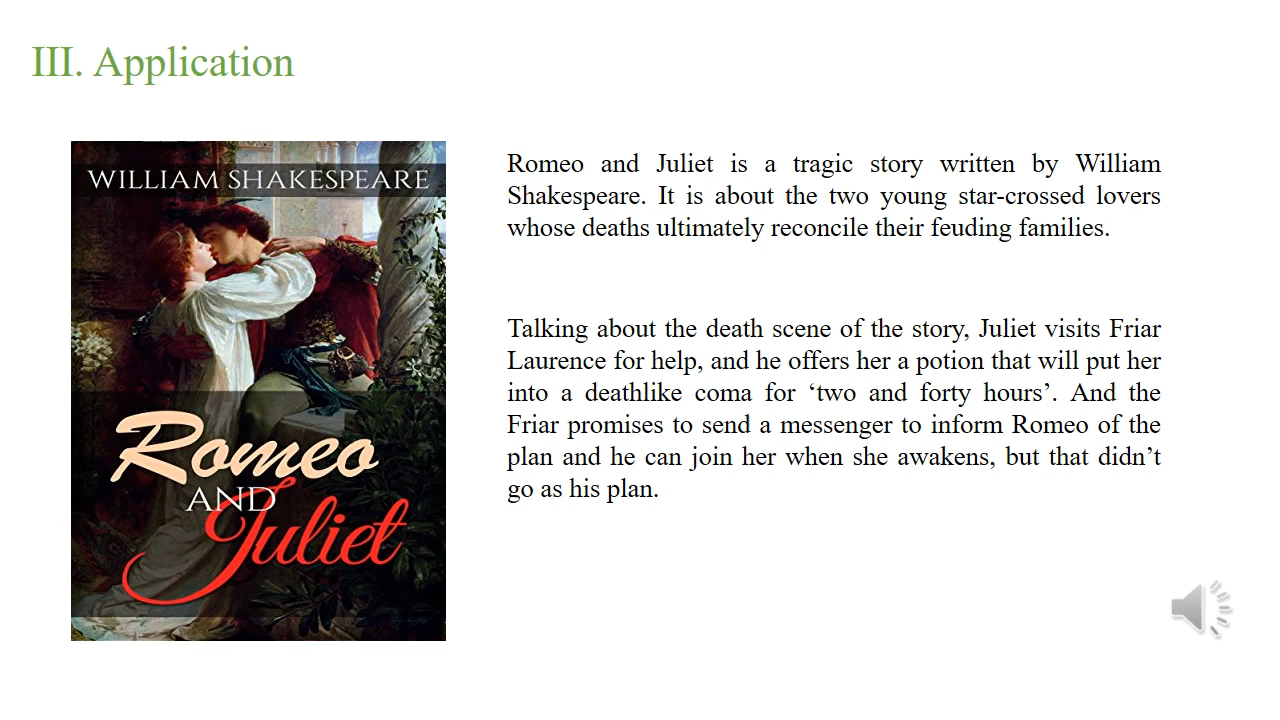 III. Application
WILLIAM SHAKESPEARE
Romeo
AND
Juliet
Romeo and Juliet is a tragic story written by William
Shakespeare. It is about the two young star-crossed lovers
whose deaths ultimately reconcile their feuding families.
Talking about the death scene of the story, Juliet visits Friar
Laurence for help, and he offers her a potion that will put her
into a deathlike coma for ‘two and forty hours’. And the
Friar promises to send a messenger to inform Romeo of the
plan and he can join her when she awakens, but that didn’t
go as his plan.